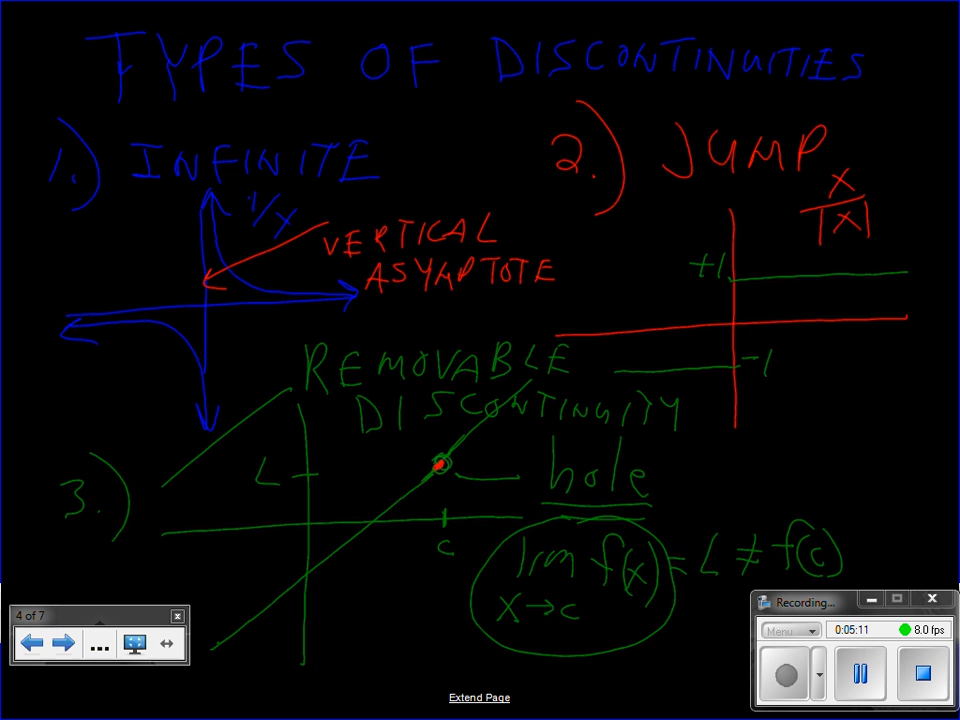 TYPES OF DISCONTINUITIES
1.) INFINITE
1/x
VERTICAL
ASYMPTOTE
2.) JUMP
x
|x|
+1
-1
3.) REMOVABLE
DISCONTINUITY
L
c
hole
lim f(x) = L ≠ f(c)
x→c
4 of 7
...
Recording...
Menu
0:05:11
8.0 fps
Extend Page